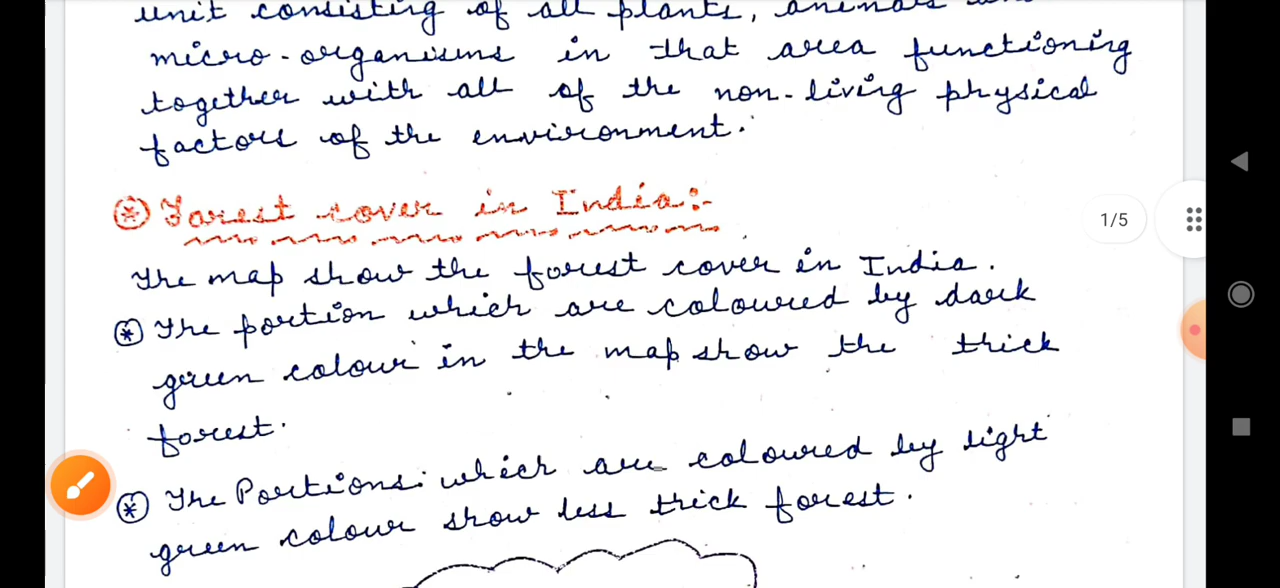 unit consisting of all plants, animals
micro-organisms in that area functioning
together with all of the non-living physical
factors of the environment.
Forest cover in India:-
The map show the forest cover in India.
The portion which are coloured by dark
green colour in the map show the thick
forest.
The Portions which are coloured by light
green colour show less thick forest.
1/5